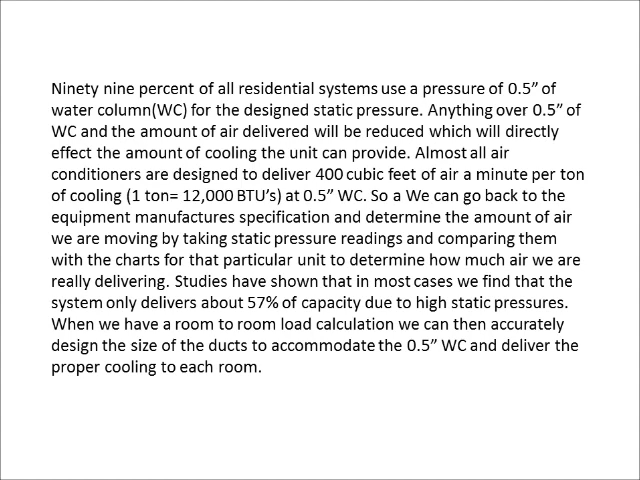 Ninety nine percent of all residential systems use a pressure of 0.5” of
water column(WC) for the designed static pressure. Anything over 0.5” of
WC and the amount of air delivered will be reduced which will directly
effect the amount of cooling the unit can provide. Almost all air
conditioners are designed to deliver 400 cubic feet of air a minute per ton
of cooling (1 ton= 12,000 BTU’s) at 0.5” WC. So a We can go back to the
equipment manufactures specification and determine the amount of air
we are moving by taking static pressure readings and comparing them
with the charts for that particular unit to determine how much air we are
really delivering. Studies have shown that in most cases we find that the
system only delivers about 57% of capacity due to high static pressures.
When we have a room to room load calculation we can then accurately
design the size of the ducts to accommodate the 0.5” WC and deliver the
proper cooling to each room.